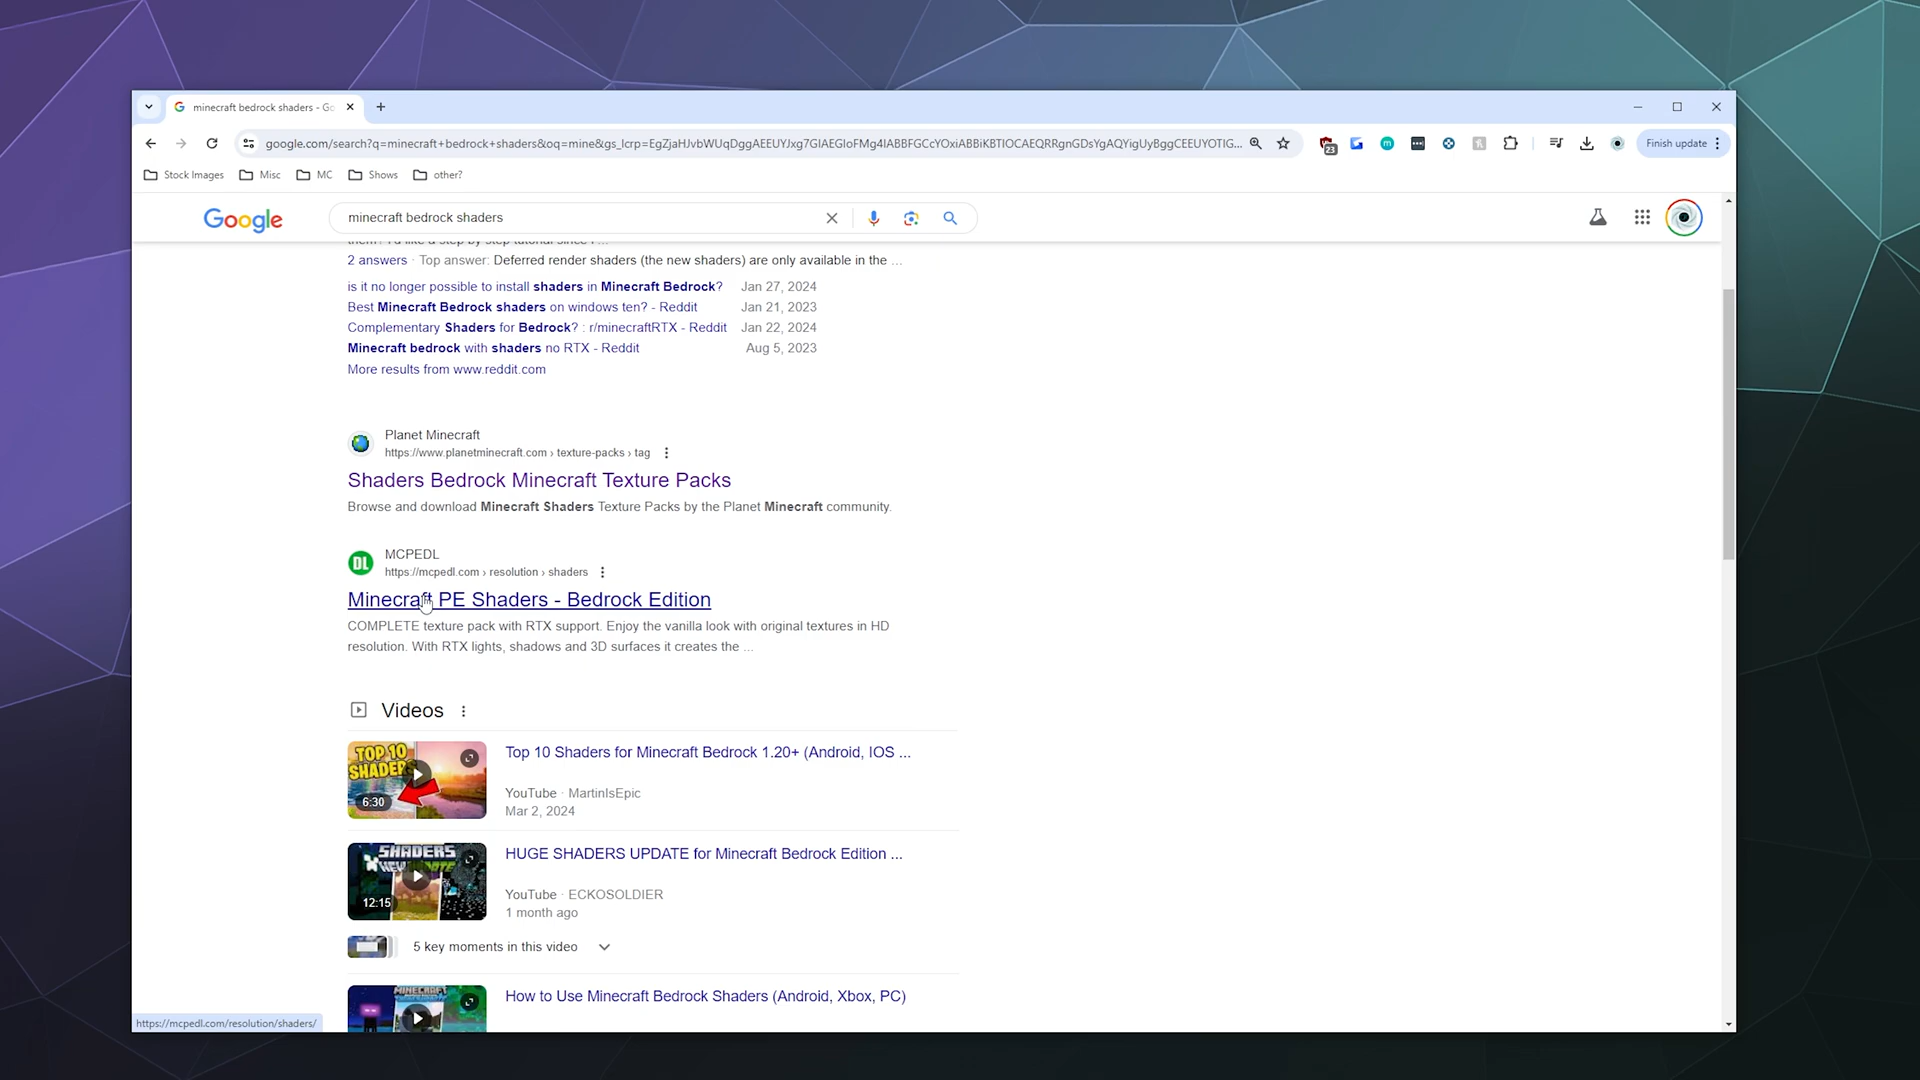 minecraft bedrock shaders - Go
google.com/search?q=minecraft+bedrock+shaders&oq=mine&gs_lcrp=EgZjaHJvbWUqDggAEEUYJxg7GIAEGIoFMg4IABBFGCcYOxiABBiKBTIOCAEQRRgnGDsYgAQYigUyBggCEEUYOTIG...
23
Finish update
Stock Images Misc MC Shows other?
Google
minecraft bedrock shaders
them? I'd like a step by step tutorial since I ...
2 answers · Top answer: Deferred render shaders (the new shaders) are only available in the ...
is it no longer possible to install shaders in Minecraft Bedrock? Jan 27, 2024
Best Minecraft Bedrock shaders on windows ten? - Reddit Jan 21, 2023
Complementary Shaders for Bedrock? : r/minecraftRTX - Reddit Jan 22, 2024
Minecraft bedrock with shaders no RTX - Reddit Aug 5, 2023
More results from www.reddit.com
Planet Minecraft
https://www.planetminecraft.com › texture-packs › tag
Shaders Bedrock Minecraft Texture Packs
Browse and download Minecraft Shaders Texture Packs by the Planet Minecraft community.
DL
MCPEDL
https://mcpedl.com › resolution › shaders
Minecraft PE Shaders - Bedrock Edition
COMPLETE texture pack with RTX support. Enjoy the vanilla look with original textures in HD
resolution. With RTX lights, shadows and 3D surfaces it creates the ...
Videos
TOP 10
SHADERS
6:30
Top 10 Shaders for Minecraft Bedrock 1.20+ (Android, IOS ...
YouTube · MartinIsEpic
Mar 2, 2024
SHADERS
12:15
HUGE SHADERS UPDATE for Minecraft Bedrock Edition ...
YouTube · ECKOSOLDIER
1 month ago
5 key moments in this video
MINECRAFT
How to Use Minecraft Bedrock Shaders (Android, Xbox, PC)
https://mcpedl.com/resolution/shaders/